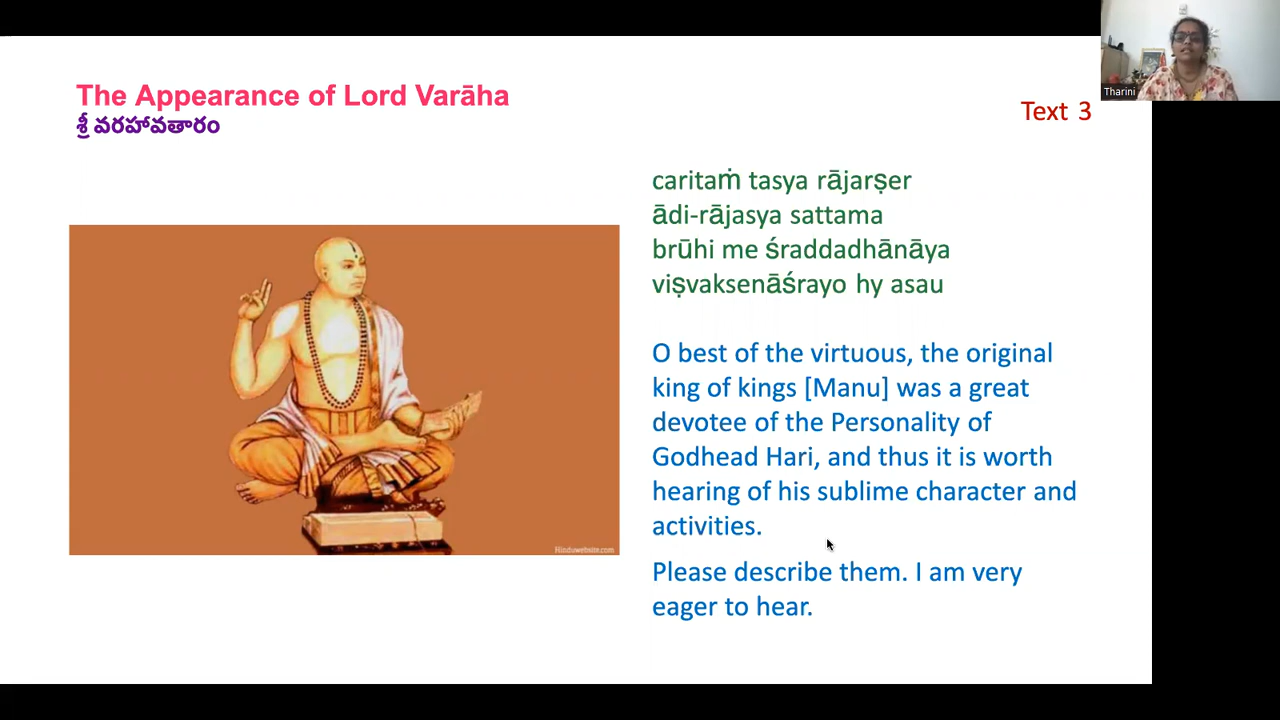 The Appearance of Lord Varāha
శ్రీ వరహావతారం
Text 3
Tharini
caritaṁ tasya rājarṣer
ādi-rājasya sattama
brūhi me śraddadhānāya
viṣvaksenāśrayo hy asau
O best of the virtuous, the original
king of kings [Manu] was a great
devotee of the Personality of
Godhead Hari, and thus it is worth
hearing of his sublime character and
activities.
Please describe them. I am very
eager to hear.
Hinduwebsite.com